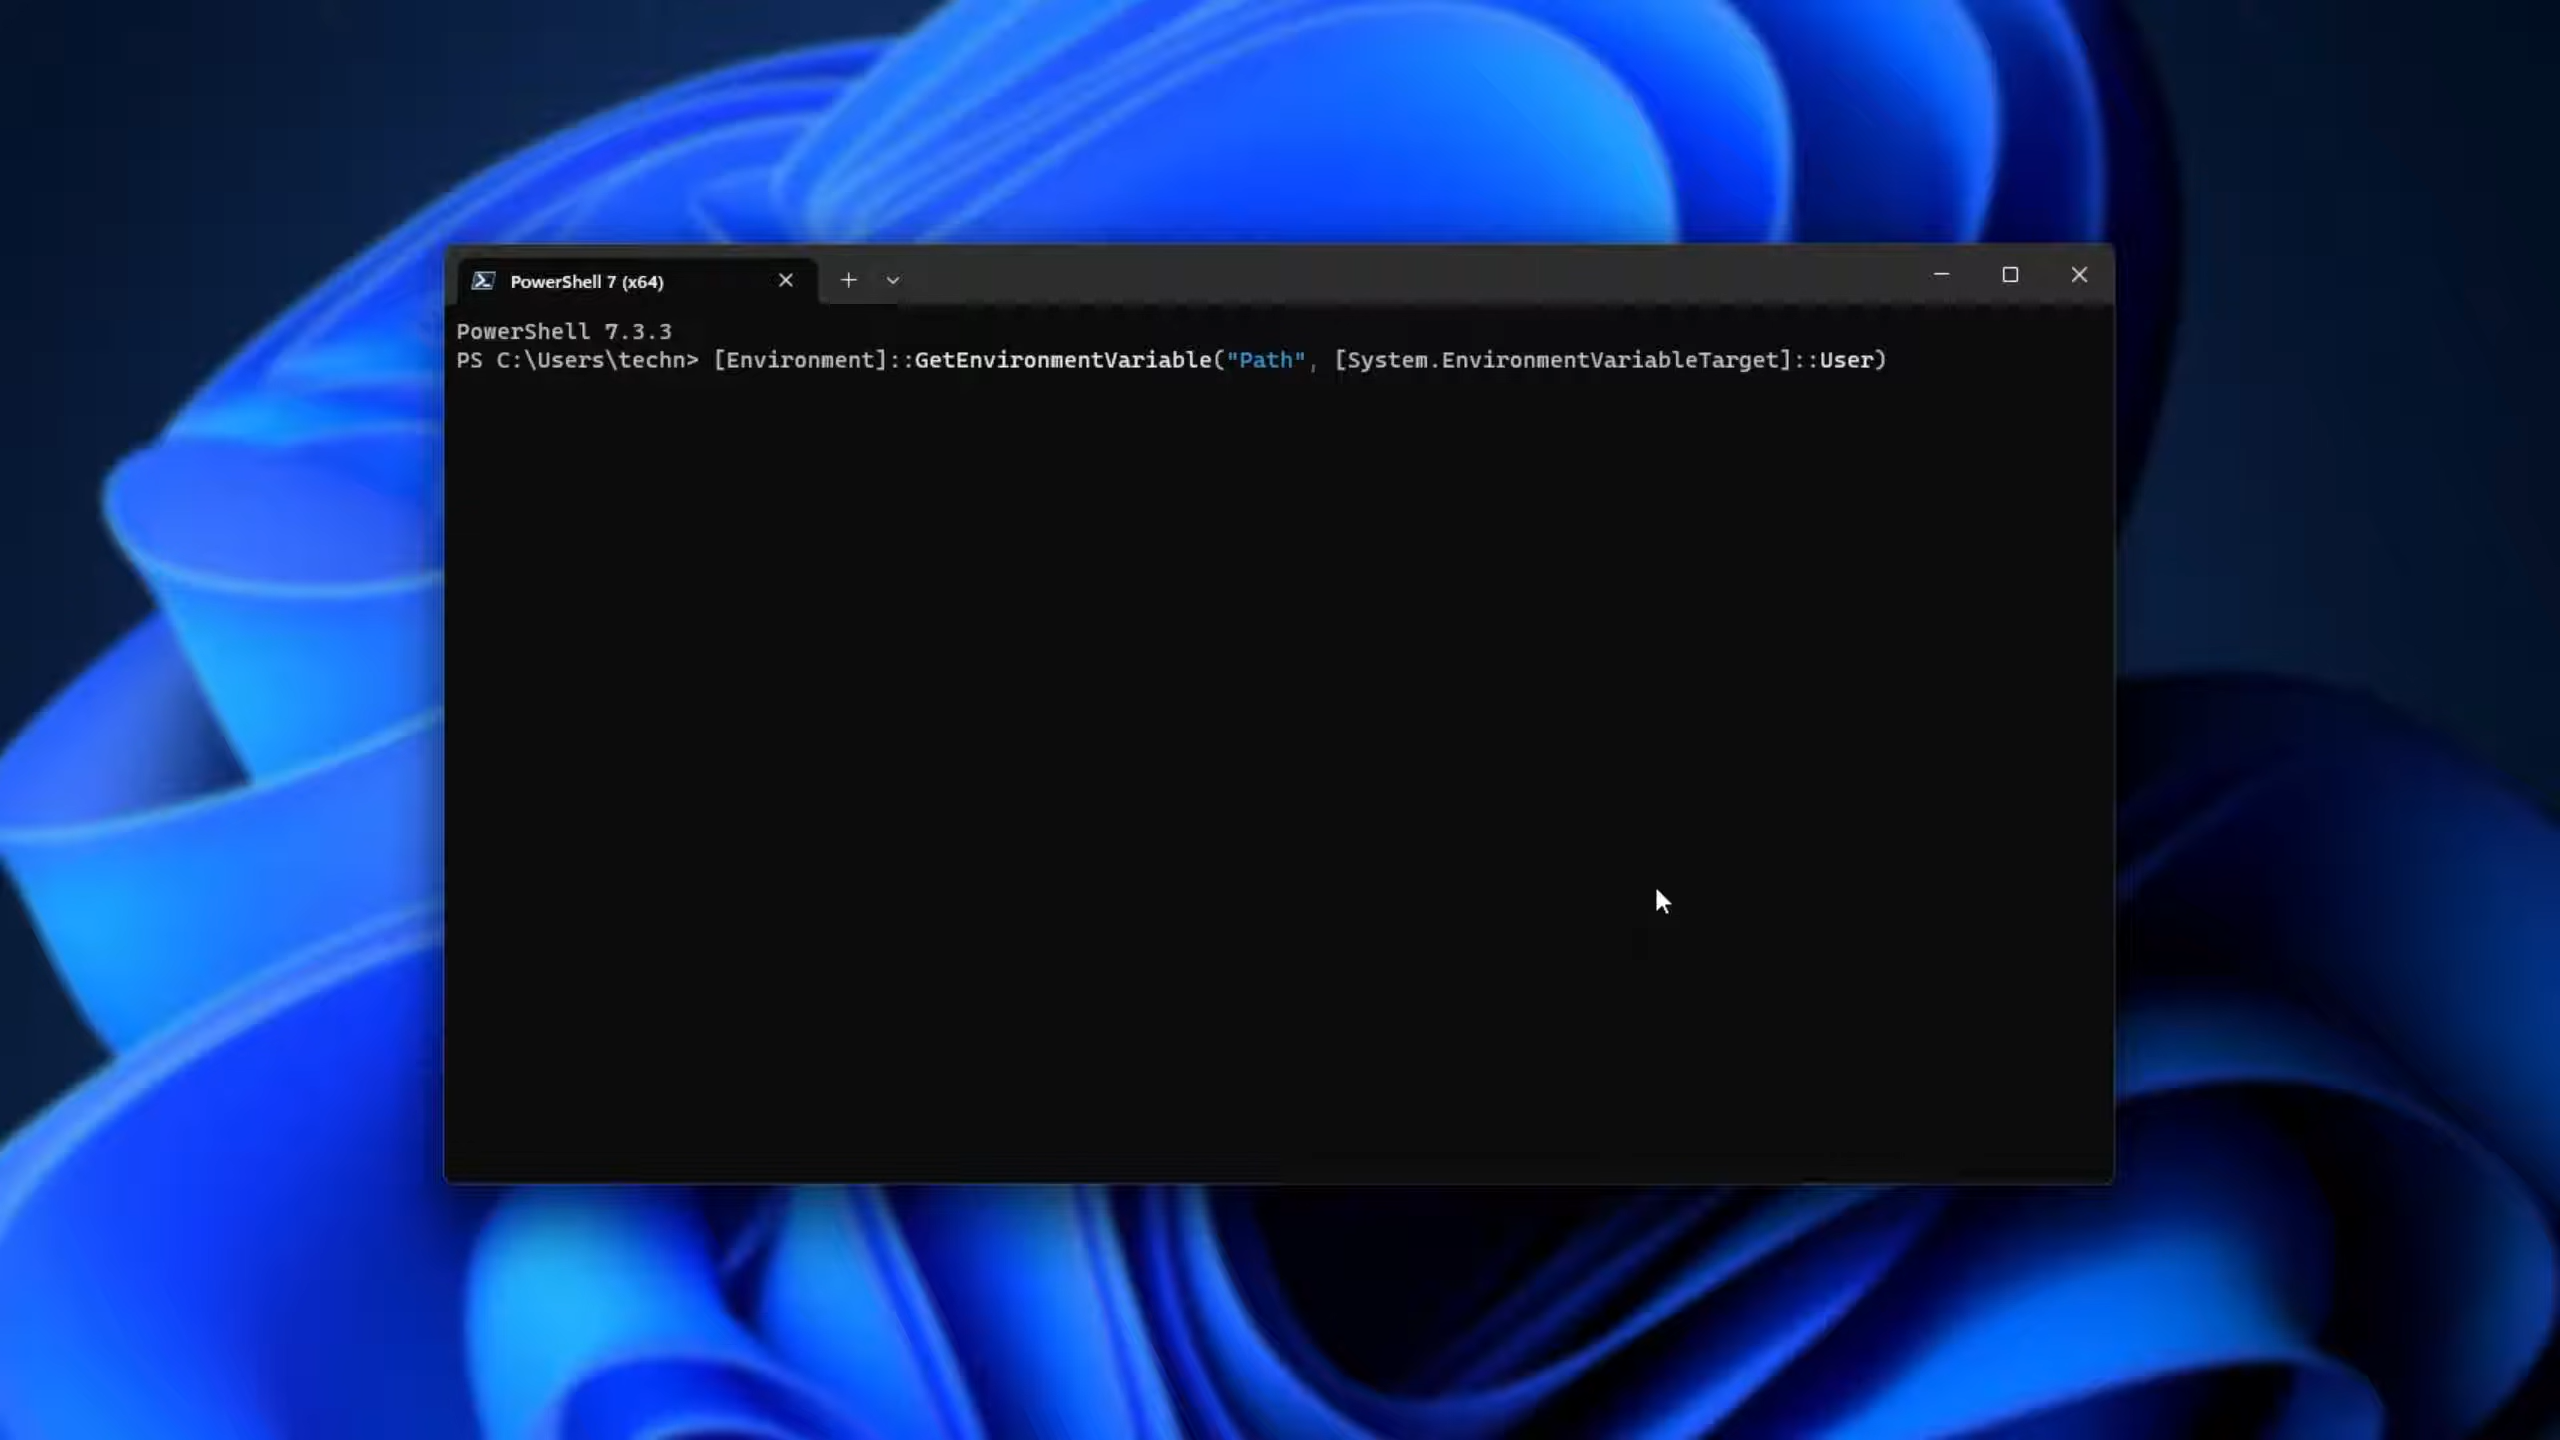 PowerShell 7 (x64)
PowerShell 7.3.3
PS C:\Users\techn> [Environment]::GetEnvironmentVariable("Path", [System.EnvironmentVariableTarget]::User)